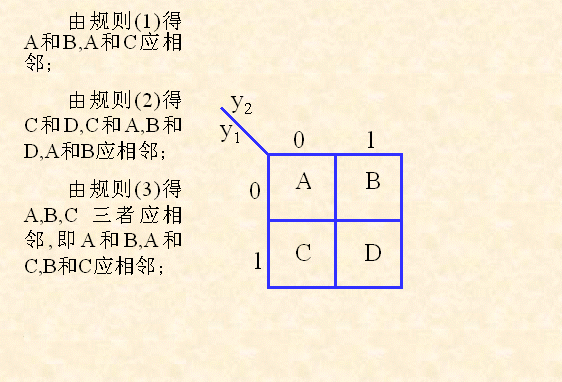 由规则(1)得
A和B,A和C应相
邻；
由规则(2)得
C和D,C和A,B和
D,A和B应相邻；
由规则(3)得
A,B,C 三者应相
邻,即A和B,A和
C,B和C应相邻；
y2
y1
0 1
0 A B
1 C D